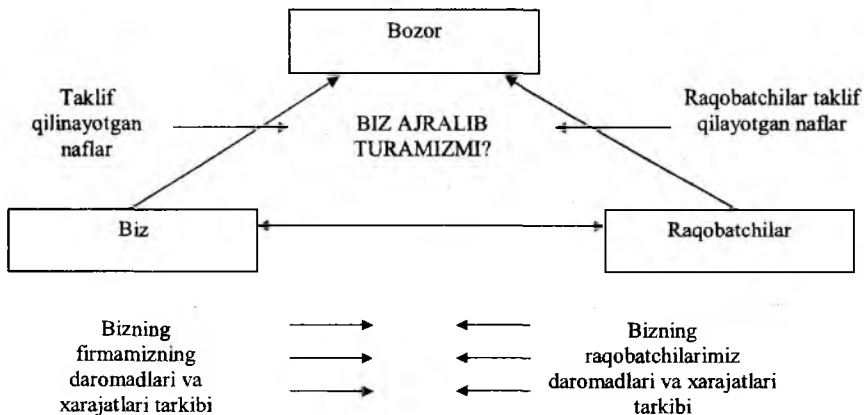 Bozor
Taklif
qilinayotgan
naflar
BIZ AJRALIB
TURAMIZMI?
Raqobatchilar taklif
qilayotgan naflar
Biz
Raqobatchilar
Bizning
firmamizning
daromadlari va
xarajatlari tarkibi
Bizning
raqobatchilarimiz
daromadlari va xarajatlari
tarkibi